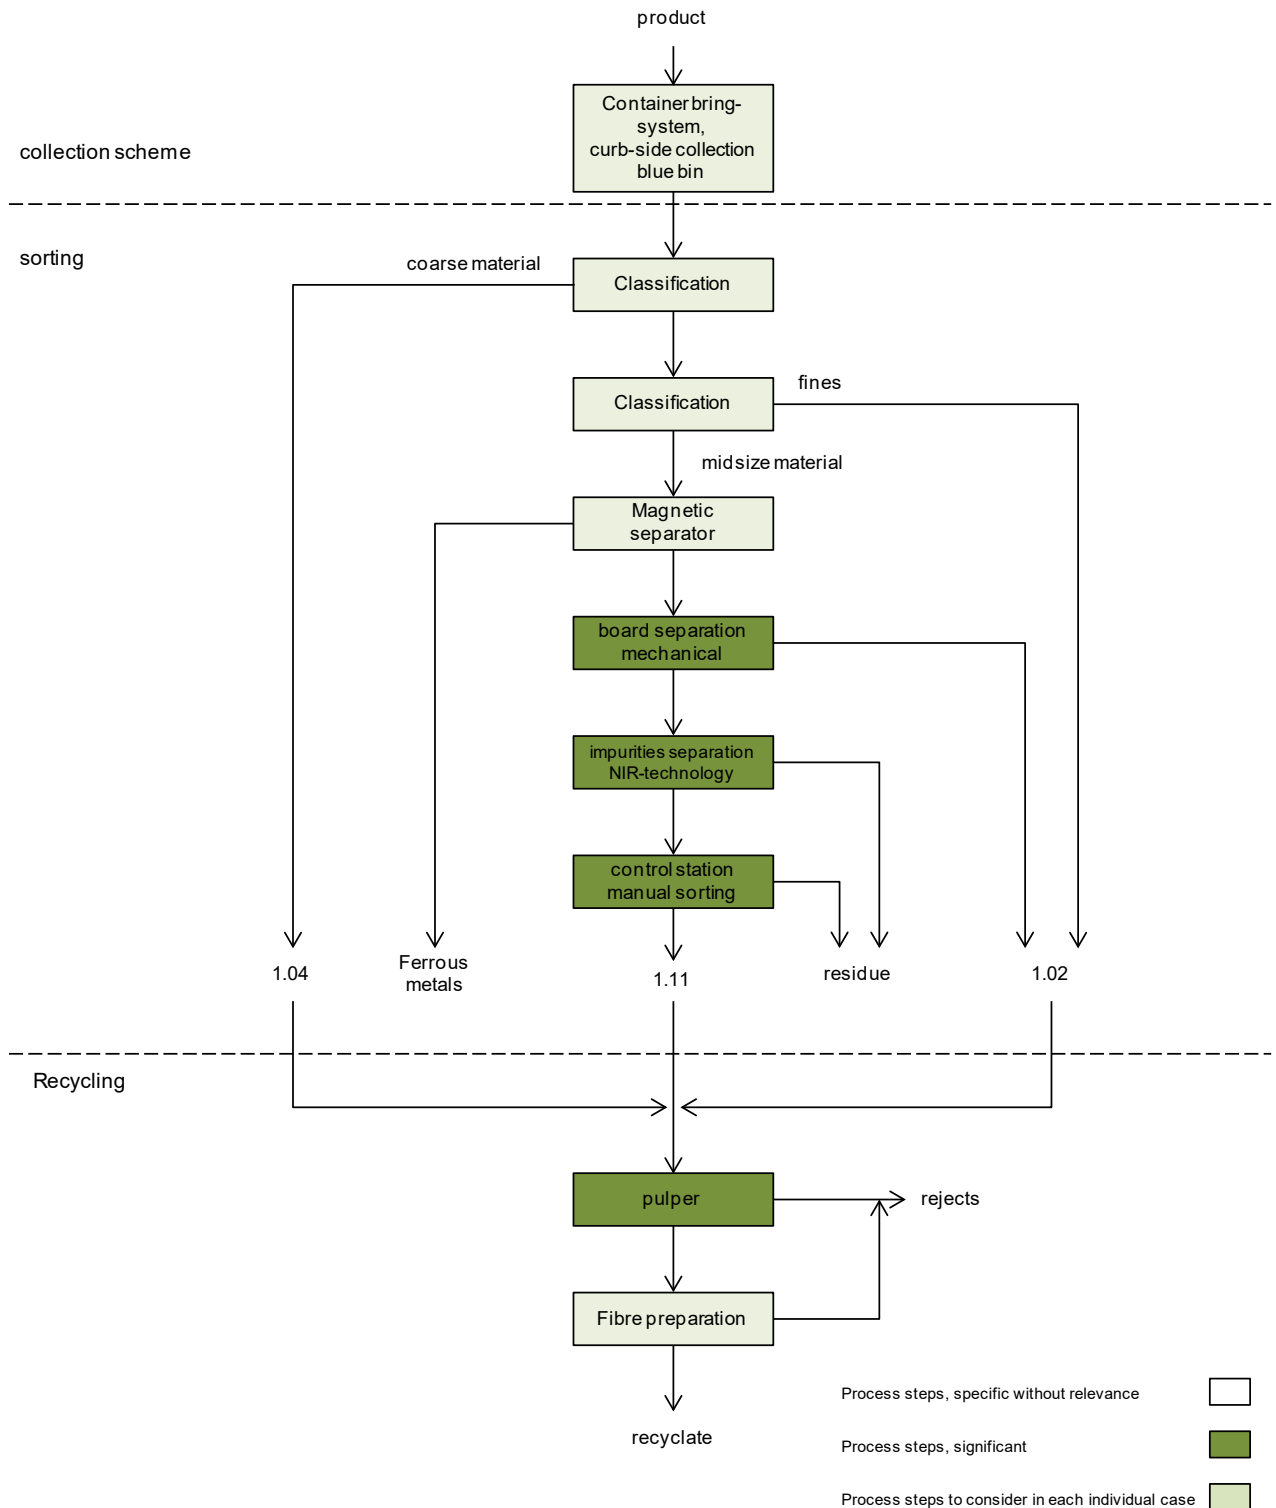 product
Container bring-
system,
curb-side collection
blue bin
collection scheme
sorting
coarse material
Classification
Classification
fines
midsize material
Magnetic
separator
board separation
mechanical
impurities separation
NIR-technology
control station
manual sorting
1.04
Ferrous
metals
1.11
residue
1.02
Recycling
pulper
rejects
Fibre preparation
recyclate
Process steps, specific without relevance
Process steps, significant
Process steps to consider in each individual case